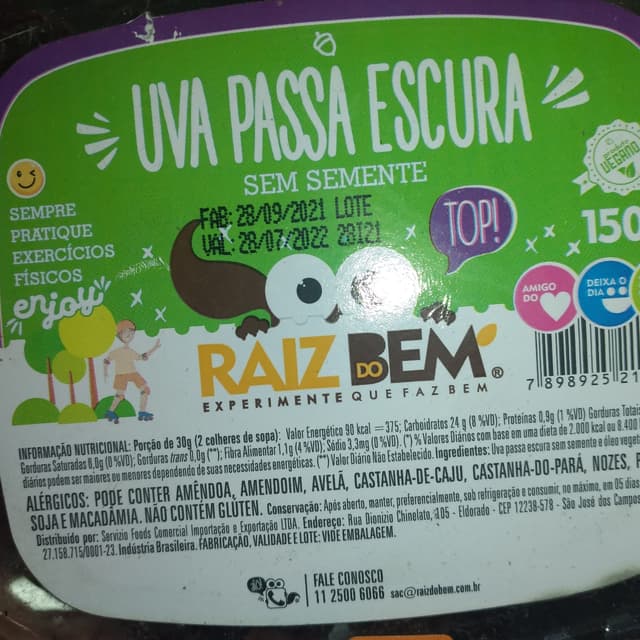 UVA PASSA ESCURA
SEM SEMENTE
FAB: 28/09/2021 LOTE
VAL: 28/07/2022 28121
SEMPRE
PRATIQUE
EXERCÍCIOS
FÍSICOS
enjoy
TOP!
VEGANO
150
AMIGO
DO
DEIXA O
DIA
RAIZ DO BEM®
EXPERIMENTE QUE FAZ BEM
7 898925 21
INFORMAÇÃO NUTRICIONAL: Porção de 30g (2 colheres de sopa): Valor Energético 90 kcal =375; Carboidratos 24 g (8 %VD); Proteínas 0,9g (1 %VD) Gorduras
Gorduras Saturadas 0,0g (0 %VD); Gorduras trans 0,0g (**); Fibra Alimentar 1,1g (4 %VD); Sódio 3,3mg (0 %VD). (*) % Valores Diários com base em uma dieta de 2.000 kcal ou 8.400
diários podem ser maiores ou menores dependendo de suas necessidades energéticas. (**) Valor Diário Não Estabelecido. Ingredientes: Uva passa escura sem semente e óleo
ALÉRGICOS: PODE CONTER AMÊNDOA, AMENDOIM, AVELÃ, CASTANHA-DE-CAJU, CASTANHA-DO-PARÁ, NOZES,
SOJA E MACADÂMIA. NÃO CONTÉM GLÚTEN. Conservação: Após aberto, manter, preferencialmente, sob refrigeração e consumir, no máximo, em 05 dias
Distribuido por: Servizio Foods Comercial Importação e Exportação LTDA. Endereço: Rua Dionizio Chinelato, 305 - Eldorado - CEP 12238-578 - São José dos
27.158.715/0001-23. Indústria Brasileira. FABRICAÇÃO, VALIDADE E LOTE: VIDE EMBALAGEM.
FALE CONOSCO
11 2500 6066 sac@raizdobem.com.br